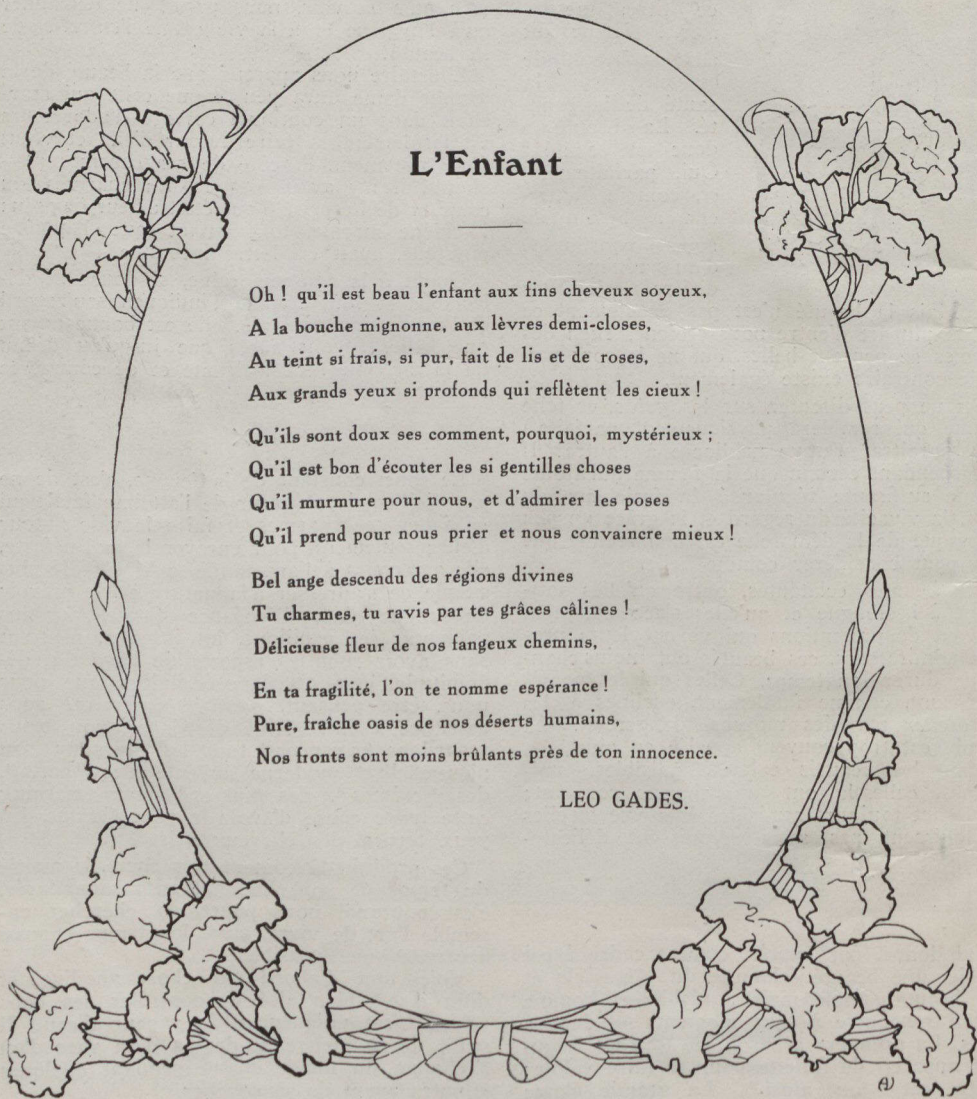 L'Enfant
Oh ! qu'il est beau l'enfant aux fins cheveux soyeux,
A la bouche mignonne, aux lèvres demi-closes,
Au teint si frais, si pur, fait de lis et de roses,
Aux grands yeux si profonds qui reflètent les cieux !
Qu'ils sont doux ses comment, pourquoi, mystérieux ;
Qu'il est bon d'écouter les si gentilles choses
Qu'il murmure pour nous, et d'admirer les poses
Qu'il prend pour nous prier et nous convaincre mieux !
Bel ange descendu des régions divines
Tu charmes, tu ravis par tes grâces câlines !
Délicieuse fleur de nos fangeux chemins,
En ta fragilité, l'on te nomme espérance !
Pure, fraîche oasis de nos déserts humains,
Nos fronts sont moins brûlants près de ton innocence.
LEO GADES.